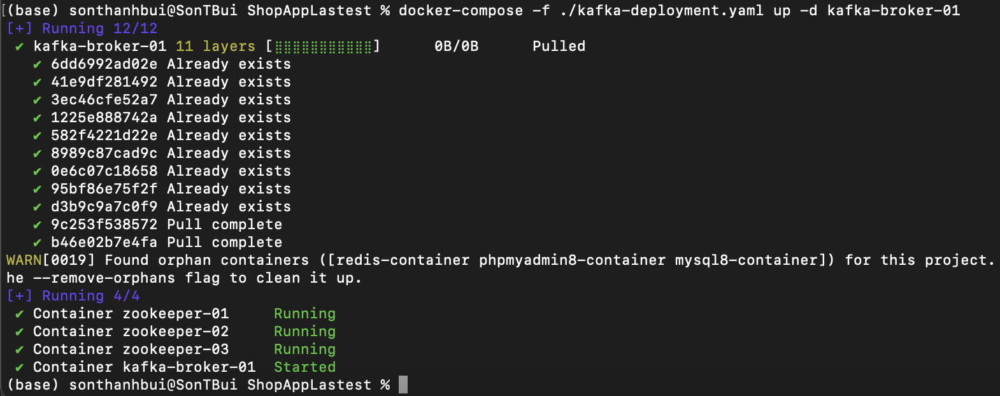 [(base) sonthanhbui@SonTBui ShopAppLastest % docker-compose -f ./kafka-deployment.yaml up -d kafka-broker-01
[+] Running 12/12
✔ kafka-broker-01 11 layers [⣿⣿⣿⣿⣿⣿⣿⣿⣿⣿⣿] 0B/0B Pulled
✔ 6dd6992ad02e Already exists
✔ 41e9df281492 Already exists
✔ 3ec46cfe52a7 Already exists
✔ 1225e888742a Already exists
✔ 582f4221d22e Already exists
✔ 8989c87cad9c Already exists
✔ 0e6c07c18658 Already exists
✔ 95bf86e75f2f Already exists
✔ d3b9c9a7c0f9 Already exists
✔ 9c253f538572 Pull complete
✔ b46e02b7e4fa Pull complete
WARN[0019] Found orphan containers ([redis-container phpmyadmin8-container mysql8-container]) for this project.
he --remove-orphans flag to clean it up.
[+] Running 4/4
✔ Container zookeeper-01 Running
✔ Container zookeeper-02 Running
✔ Container zookeeper-03 Running
✔ Container kafka-broker-01 Started
(base) sonthanhbui@SonTBui ShopAppLastest %